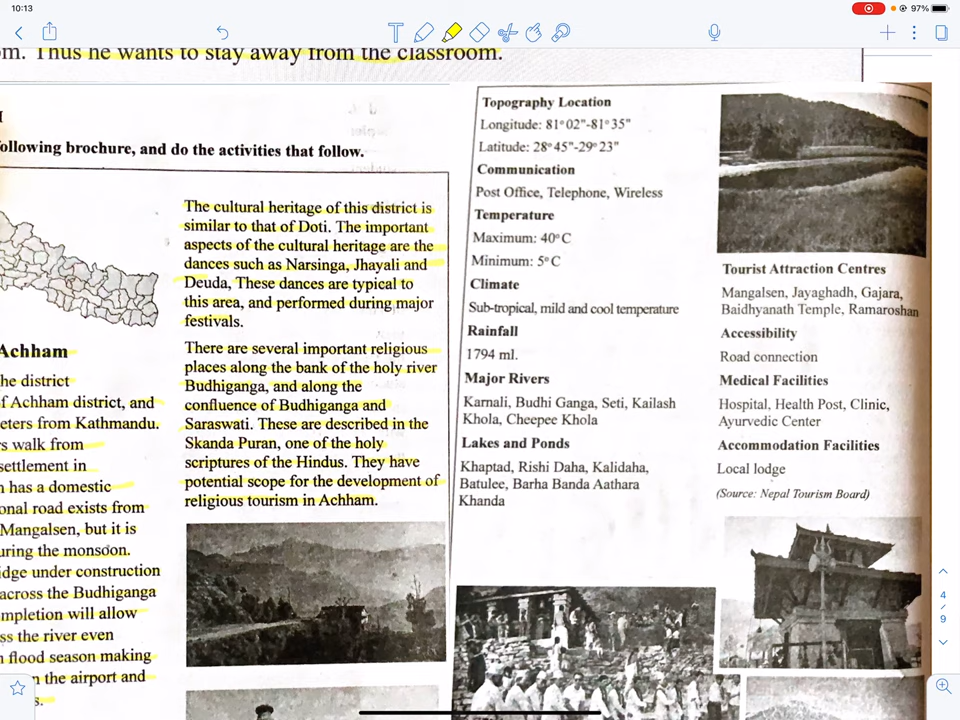 10:13
97%
om. Thus he wants to stay away from the classroom.
following brochure, and do the activities that follow.
Achham
he district
f Achham district, and
eters from Kathmandu.
rs walk from
settlement in
n has a domestic
onal road exists from
Mangalsen, but it is
uring the monsoon.
idge under construction
across the Budhiganga
mpletion will allow
ss the river even
n flood season making
n the airport and
s.
The cultural heritage of this district is
similar to that of Doti. The important
aspects of the cultural heritage are the
dances such as Narsinga, Jhayali and
Deuda, These dances are typical to
this area, and performed during major
festivals.
There are several important religious
places along the bank of the holy river
Budhiganga, and along the
confluence of Budhiganga and
Saraswati. These are described in the
Skanda Puran, one of the holy
scriptures of the Hindus. They have
potential scope for the development of
religious tourism in Achham.
Topography Location
Longitude: 81°02"-81°35"
Latitude: 28°45"-29°23"
Communication
Post Office, Telephone, Wireless
Temperature
Maximum: 40°C
Minimum: 5°C
Climate
Sub-tropical, mild and cool temperature
Rainfall
1794 ml.
Major Rivers
Karnali, Budhi Ganga, Seti, Kailash
Khola, Cheepee Khola
Lakes and Ponds
Khaptad, Rishi Daha, Kalidaha,
Batulee, Barha Banda Aathara
Khanda
Tourist Attraction Centres
Mangalsen, Jayaghadh, Gajara,
Baidhyanath Temple, Ramaroshan
Accessibility
Road connection
Medical Facilities
Hospital, Health Post, Clinic,
Ayurvedic Center
Accommodation Facilities
Local lodge
(Source: Nepal Tourism Board)
4
/
9